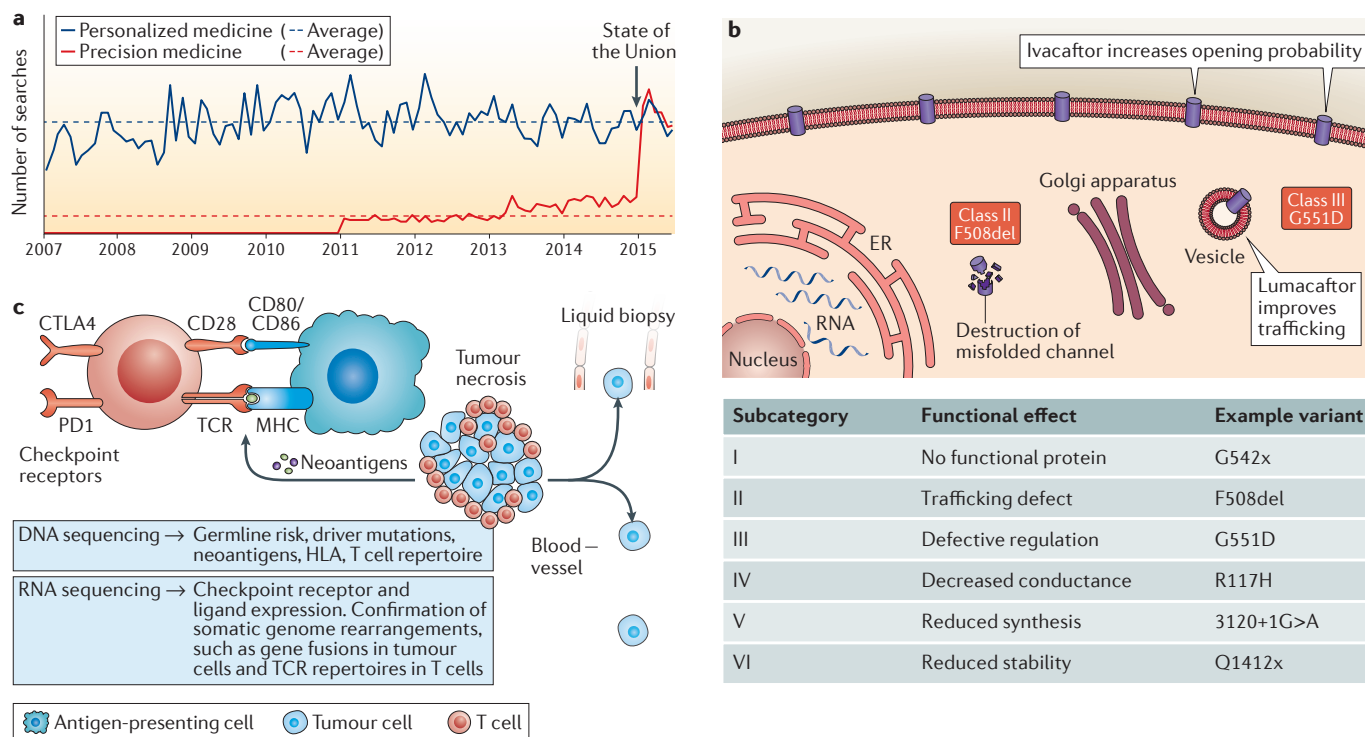 a
Personalized medicine (--Average)
Precision medicine (--Average)
State of
the Union
Number of searches
2007 2008 2009 2010 2011 2012 2013 2014 2015
b
Ivacaftor increases opening probability
Golgi apparatus
Class II
F508del
Class III
G551D
ER
Vesicle
RNA
Lumacaftor
improves
trafficking
Destruction of
misfolded channel
Nucleus
Subcategory Functional effect Example variant
I No functional protein G542x
II Trafficking defect F508del
III Defective regulation G551D
IV Decreased conductance R117H
V Reduced synthesis 3120+1G>A
VI Reduced stability Q1412x
c
CTLA4
CD28
CD80/
CD86
Liquid biopsy
Tumour
necrosis
PD1
TCR
MHC
Checkpoint
receptors
Neoantigens
Blood
vessel
DNA sequencing → Germline risk, driver mutations,
neoantigens, HLA, T cell repertoire
RNA sequencing → Checkpoint receptor and
ligand expression. Confirmation of
somatic genome rearrangements,
such as gene fusions in tumour
cells and TCR repertoires in T cells
Antigen-presenting cell Tumour cell T cell